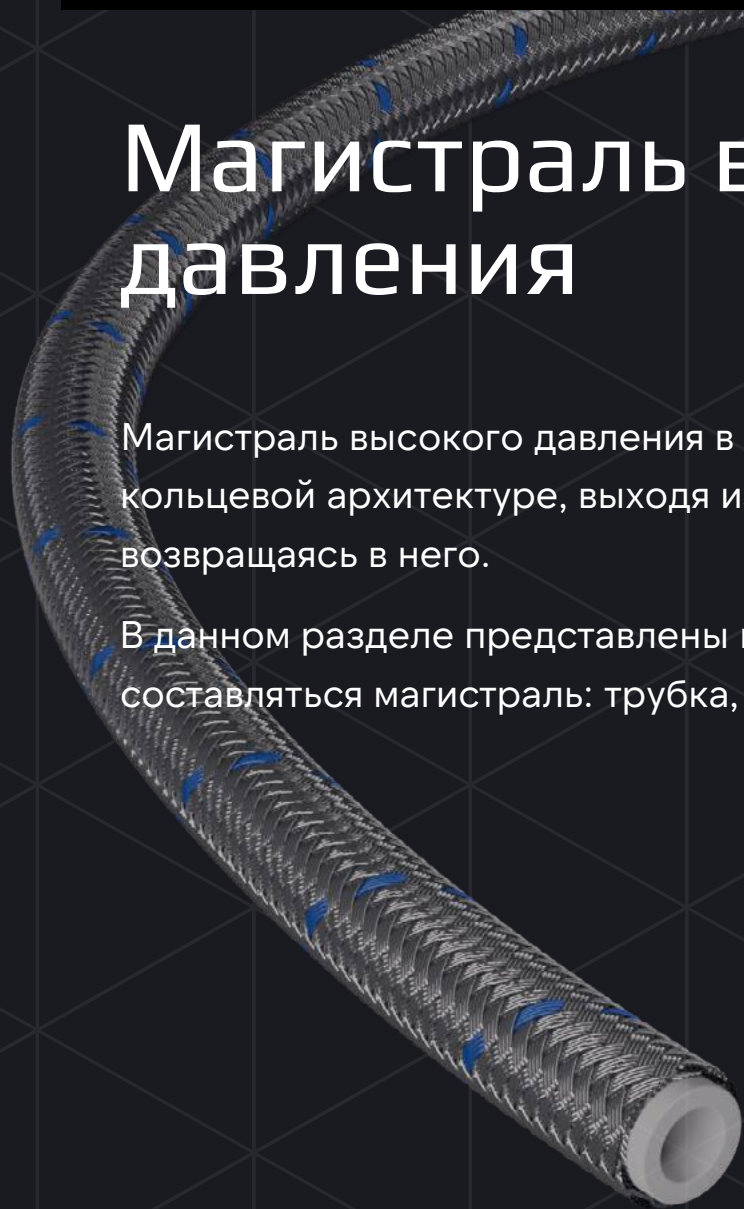 Магистраль в
давления
Магистраль высокого давления в
кольцевой архитектуре, выходя и
возвращаясь в него.
В данном разделе представлены
составляться магистраль: трубка,